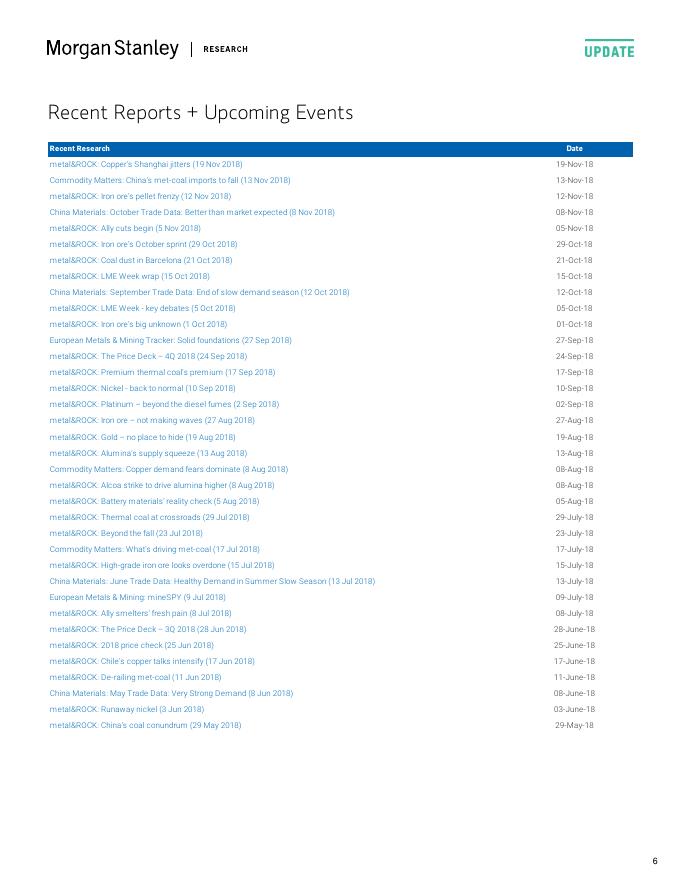 Morgan Stanley | RESEARCH
UPDATE
Recent Reports + Upcoming Events
Recent Research Date
metal&ROCK: Copper's Shanghai jitters (19 Nov 2018) 19-Nov-18
Commodity Matters: China's met-coal imports to fall (13 Nov 2018) 13-Nov-18
metal&ROCK: Iron ore's pellet frenzy (12 Nov 2018) 12-Nov-18
China Materials: October Trade Data: Better than market expected (8 Nov 2018) 08-Nov-18
metal&ROCK: Ally cuts begin (5 Nov 2018) 05-Nov-18
metal&ROCK: Iron ore's October sprint (29 Oct 2018) 29-Oct-18
metal&ROCK: Coal dust in Barcelona (21 Oct 2018) 21-Oct-18
metal&ROCK: LME Week wrap (15 Oct 2018) 15-Oct-18
China Materials: September Trade Data: End of slow demand season (12 Oct 2018) 12-Oct-18
metal&ROCK: LME Week - key debates (5 Oct 2018) 05-Oct-18
metal&ROCK: Iron ore's big unknown (1 Oct 2018) 01-Oct-18
European Metals & Mining Tracker: Solid foundations (27 Sep 2018) 27-Sep-18
metal&ROCK: The Price Deck – 4Q 2018 (24 Sep 2018) 24-Sep-18
metal&ROCK: Premium thermal coal's premium (17 Sep 2018) 17-Sep-18
metal&ROCK: Nickel - back to normal (10 Sep 2018) 10-Sep-18
metal&ROCK: Platinum – beyond the diesel fumes (2 Sep 2018) 02-Sep-18
metal&ROCK: Iron ore – not making waves (27 Aug 2018) 27-Aug-18
metal&ROCK: Gold – no place to hide (19 Aug 2018) 19-Aug-18
metal&ROCK: Alumina's supply squeeze (13 Aug 2018) 13-Aug-18
Commodity Matters: Copper demand fears dominate (8 Aug 2018) 08-Aug-18
metal&ROCK: Alcoa strike to drive alumina higher (8 Aug 2018) 08-Aug-18
metal&ROCK: Battery materials' reality check (5 Aug 2018) 05-Aug-18
metal&ROCK: Thermal coal at crossroads (29 Jul 2018) 29-July-18
metal&ROCK: Beyond the fall (23 Jul 2018) 23-July-18
Commodity Matters: What's driving met-coal (17 Jul 2018) 17-July-18
metal&ROCK: High-grade iron ore looks overdone (15 Jul 2018) 15-July-18
China Materials: June Trade Data: Healthy Demand in Summer Slow Season (13 Jul 2018) 13-July-18
European Metals & Mining: mineSPY (9 Jul 2018) 09-July-18
metal&ROCK: Ally smelters' fresh pain (8 Jul 2018) 08-July-18
metal&ROCK: The Price Deck – 3Q 2018 (28 Jun 2018) 28-June-18
metal&ROCK: 2018 price check (25 Jun 2018) 25-June-18
metal&ROCK: Chile's copper talks intensify (17 Jun 2018) 17-June-18
metal&ROCK: De-railing met-coal (11 Jun 2018) 11-June-18
China Materials: May Trade Data: Very Strong Demand (8 Jun 2018) 08-June-18
metal&ROCK: Runaway nickel (3 Jun 2018) 03-June-18
metal&ROCK: China's coal conundrum (29 May 2018) 29-May-18
6